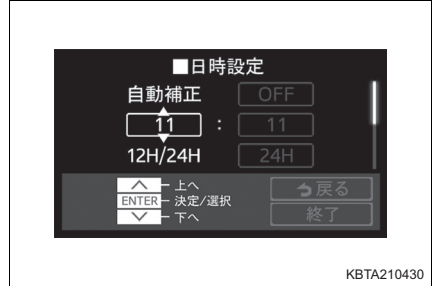 ■日時設定
自動補正 OFF
11 : 11
12H/24H 24H
上へ
ENTER 決定/選択
下へ
戻る
終了
KBTA210430